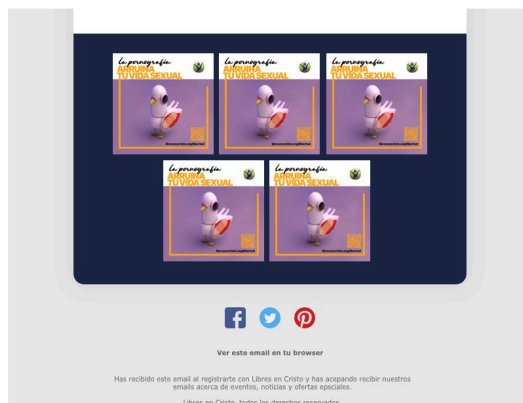 la pornografía la pornografía la pornografía
ARRUINA ARRUINA ARRUINA
TU VIDA SEXUAL TU VIDA SEXUAL TU VIDA SEXUAL
la pornografía la pornografía
ARRUINA ARRUINA
TU VIDA SEXUAL TU VIDA SEXUAL
Ver este email en tu browser
Has recibido este email al registrarte con Libres en Cristo y has acepando recibir nuestros
emails acerca de eventos, noticias y ofertas epsciales.
Libres en Cristo, todos los derechos reservados